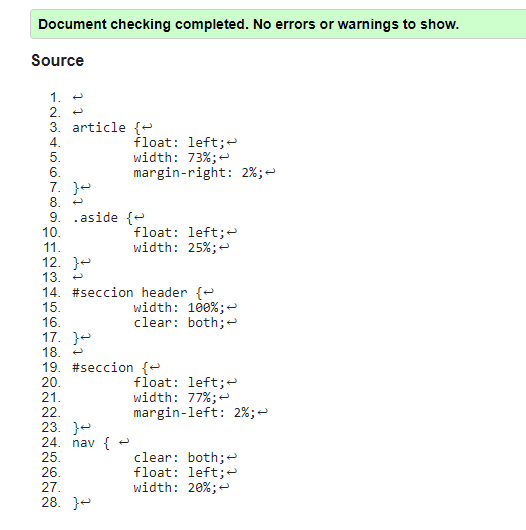 Document checking completed. No errors or warnings to show.
Source
1. ↩
2. ↩
3. article {↩
4. float: left;↩
5. width: 73%;↩
6. margin-right: 2%;↩
7. }↩
8. ↩
9. .aside {↩
10. float: left;↩
11. width: 25%;↩
12. }↩
13. ↩
14. #seccion header {↩
15. width: 100%;↩
16. clear: both;↩
17. }↩
18. ↩
19. #seccion {↩
20. float: left;↩
21. width: 77%;↩
22. margin-left: 2%;↩
23. }↩
24. nav { ↩
25. clear: both;↩
26. float: left;↩
27. width: 20%;↩
28. }↩